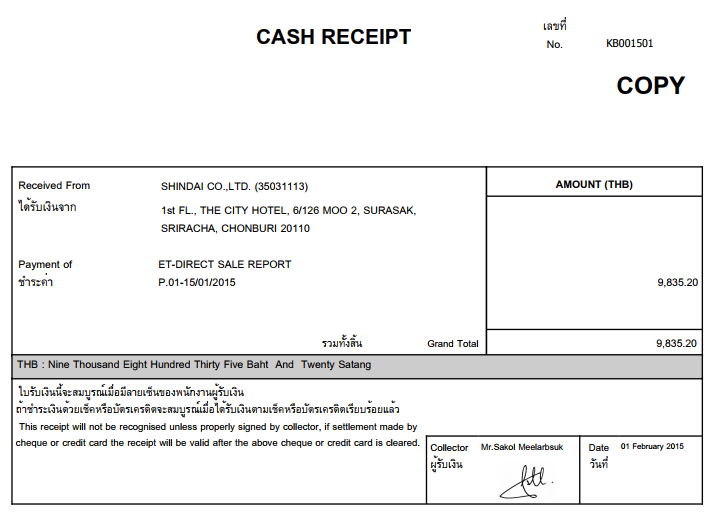 CASH RECEIPT
เลขที่
No. KB001501
COPY
Received From SHINDAI CO.,LTD. (35031113) AMOUNT (THB)
ได้รับเงินจาก 1st FL., THE CITY HOTEL, 6/126 MOO 2, SURASAK,
SRIRACHA, CHONBURI 20110
Payment of ET-DIRECT SALE REPORT
ชำระค่า P.01-15/01/2015 9,835.20
รวมทั้งสิ้น Grand Total 9,835.20
THB : Nine Thousand Eight Hundred Thirty Five Baht And Twenty Satang
ใบรับเงินนี้จะสมบูรณ์เมื่อมีลายเซ็นของพนักงานผู้รับเงิน
ถ้าชำระเงินด้วยเช็คหรือบัตรเครดิตจะสมบูรณ์เมื่อได้รับเงินตามเช็คหรือบัตรเครดิตเรียบร้อยแล้ว
This receipt will not be recognised unless properly signed by collector, if settlement made by
cheque or credit card the receipt will be valid after the above cheque or credit card is cleared.
Collector Mr.Sakol Meelarbsuk Date 01 February 2015
ผู้รับเงิน วันที่